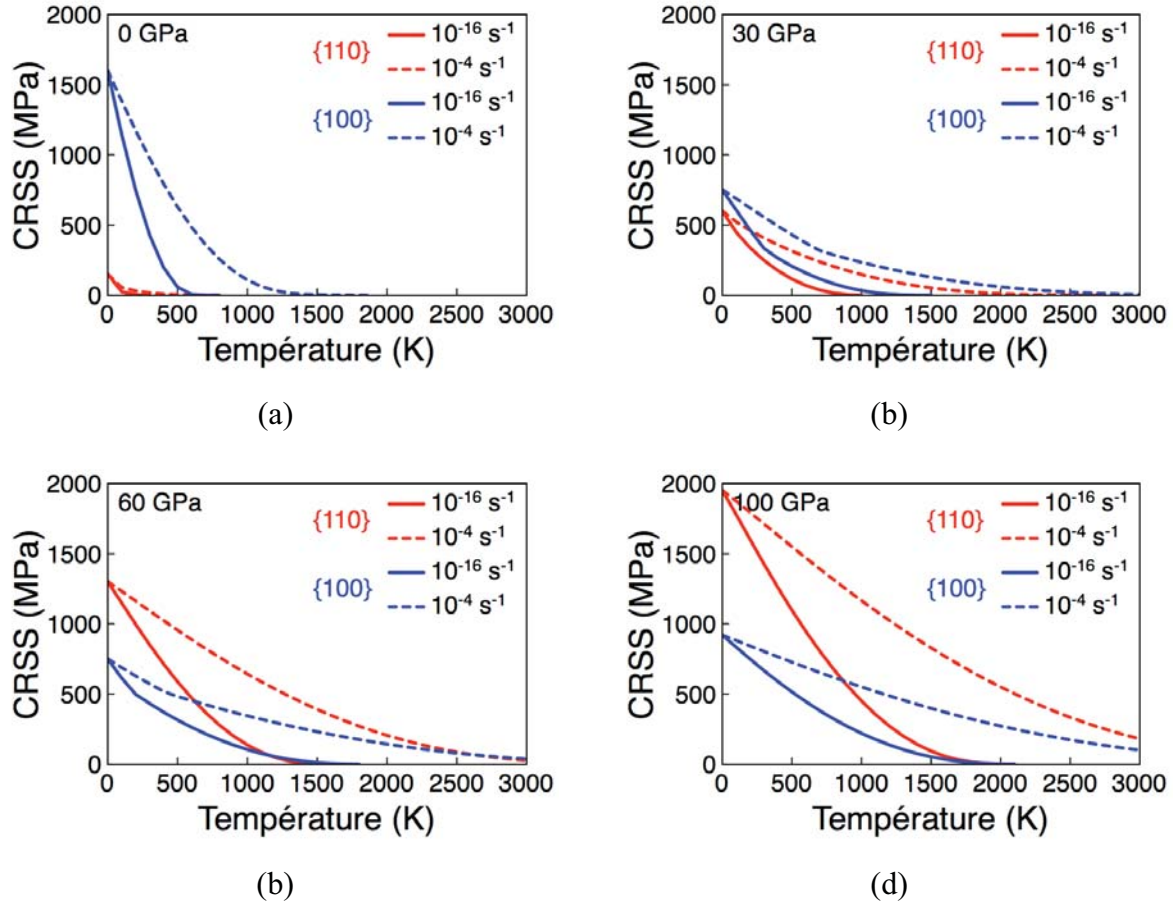 0 GPa
{110}
10⁻¹⁶ s⁻¹
10⁻⁴ s⁻¹
{100}
10⁻¹⁶ s⁻¹
10⁻⁴ s⁻¹
2000
1500
1000
500
0
CRSS (MPa)
0 500 1000 1500 2000 2500 3000
Température (K)
(a)
30 GPa
{110}
10⁻¹⁶ s⁻¹
10⁻⁴ s⁻¹
{100}
10⁻¹⁶ s⁻¹
10⁻⁴ s⁻¹
2000
1500
1000
500
0
CRSS (MPa)
0 500 1000 1500 2000 2500 3000
Température (K)
(b)
60 GPa
{110}
10⁻¹⁶ s⁻¹
10⁻⁴ s⁻¹
{100}
10⁻¹⁶ s⁻¹
10⁻⁴ s⁻¹
2000
1500
1000
500
0
CRSS (MPa)
0 500 1000 1500 2000 2500 3000
Température (K)
(b)
100 GPa
{110}
10⁻¹⁶ s⁻¹
10⁻⁴ s⁻¹
{100}
10⁻¹⁶ s⁻¹
10⁻⁴ s⁻¹
2000
1500
1000
500
0
CRSS (MPa)
0 500 1000 1500 2000 2500 3000
Température (K)
(d)